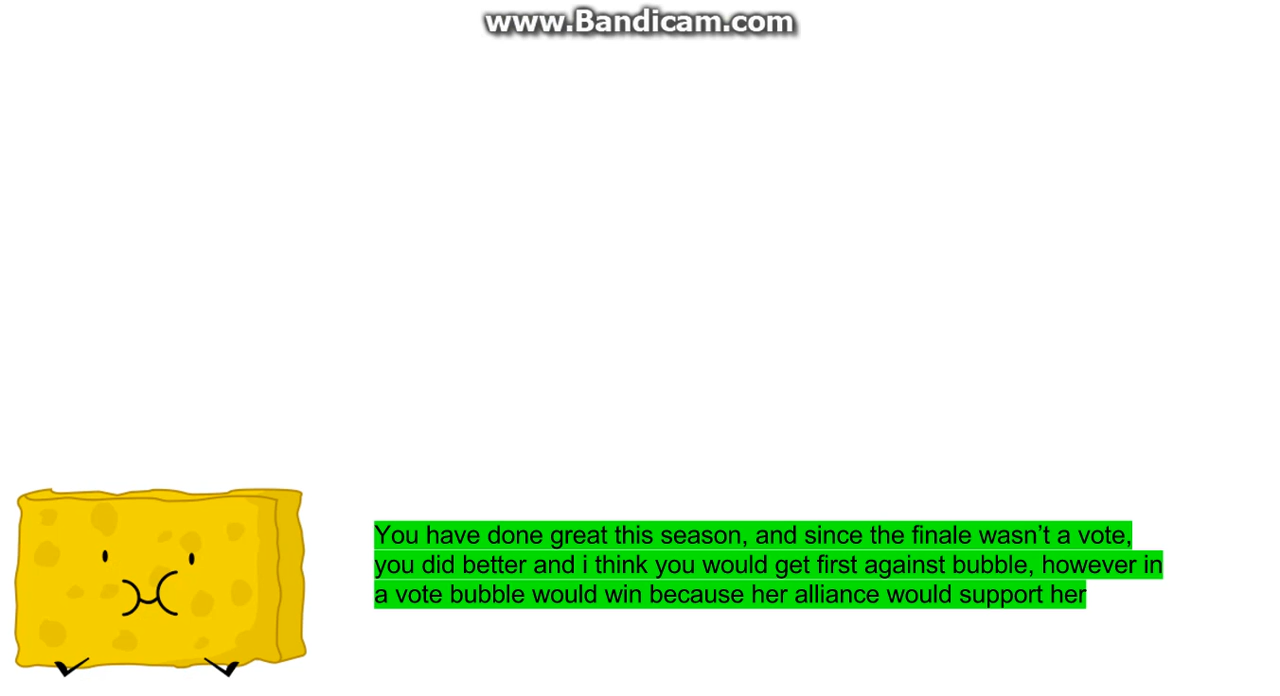 www.Bandicam.com
You have done great this season, and since the finale wasn’t a vote,
you did better and i think you would get first against bubble, however in
a vote bubble would win because her alliance would support her